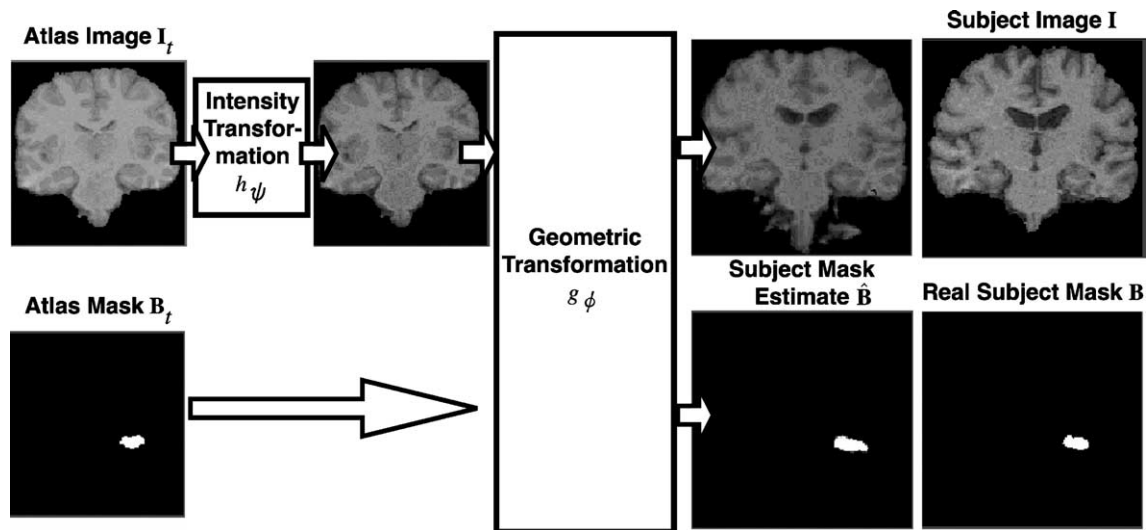 Atlas Image I_t
Intensity
Transfor-
mation
h_ψ
Geometric
Transformation
g_ϕ
Subject Image I
Atlas Mask B_t
Subject Mask
Estimate B̂
Real Subject Mask B